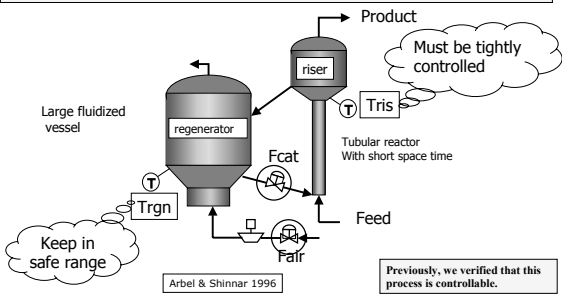 Product
Must be tightly
controlled
riser
T
Tris
Large fluidized
vessel
regenerator
Tubular reactor
With short space time
Fcat
T
Trgn
Feed
Keep in
safe range
Fair
Arbel & Shinnar 1996
Previously, we verified that this
process is controllable.